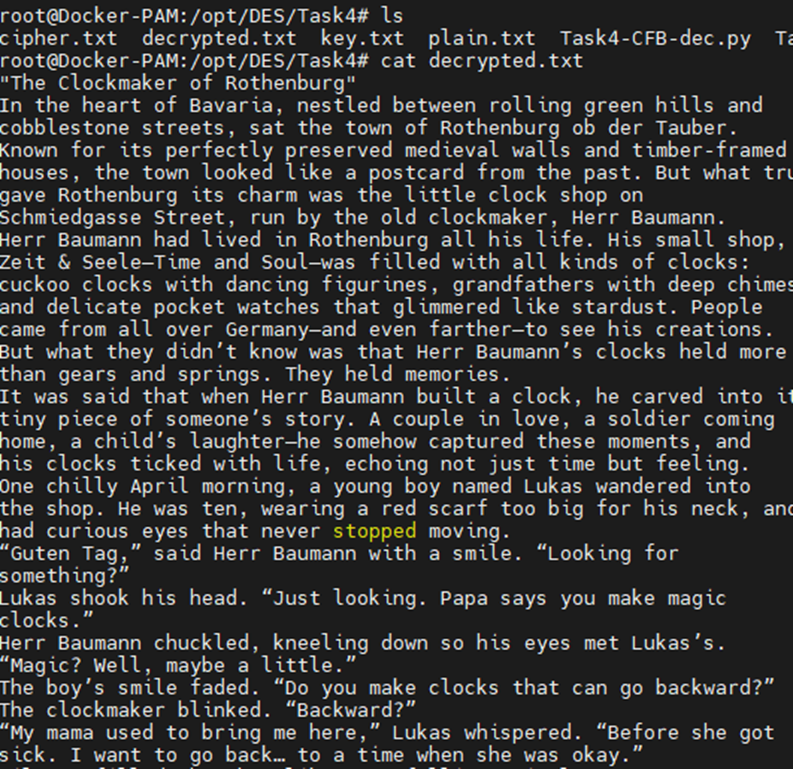 root@Docker-PAM:/opt/DES/Task4# ls
cipher.txt  decrypted.txt  key.txt  plain.txt  Task4-CFB-dec.py  Ta
root@Docker-PAM:/opt/DES/Task4# cat decrypted.txt
"The Clockmaker of Rothenburg"
In the heart of Bavaria, nestled between rolling green hills and
cobblestone streets, sat the town of Rothenburg ob der Tauber.
Known for its perfectly preserved medieval walls and timber-framed
houses, the town looked like a postcard from the past. But what tru
gave Rothenburg its charm was the little clock shop on
Schmiedgasse Street, run by the old clockmaker, Herr Baumann.
Herr Baumann had lived in Rothenburg all his life. His small shop,
Zeit & Seele—Time and Soul—was filled with all kinds of clocks:
cuckoo clocks with dancing figurines, grandfathers with deep chimes
and delicate pocket watches that glimmered like stardust. People
came from all over Germany—and even farther—to see his creations.
But what they didn’t know was that Herr Baumann’s clocks held more
than gears and springs. They held memories.
It was said that when Herr Baumann built a clock, he carved into it
tiny piece of someone’s story. A couple in love, a soldier coming
home, a child’s laughter—he somehow captured these moments, and
his clocks ticked with life, echoing not just time but feeling.
One chilly April morning, a young boy named Lukas wandered into
the shop. He was ten, wearing a red scarf too big for his neck, and
had curious eyes that never stopped moving.
“Guten Tag,” said Herr Baumann with a smile. “Looking for
something?”
Lukas shook his head. “Just looking. Papa says you make magic
clocks.”
Herr Baumann chuckled, kneeling down so his eyes met Lukas’s.
“Magic? Well, maybe a little.”
The boy’s smile faded. “Do you make clocks that can go backward?”
The clockmaker blinked. “Backward?”
“My mama used to bring me here,” Lukas whispered. “Before she got
sick. I want to go back… to a time when she was okay.”